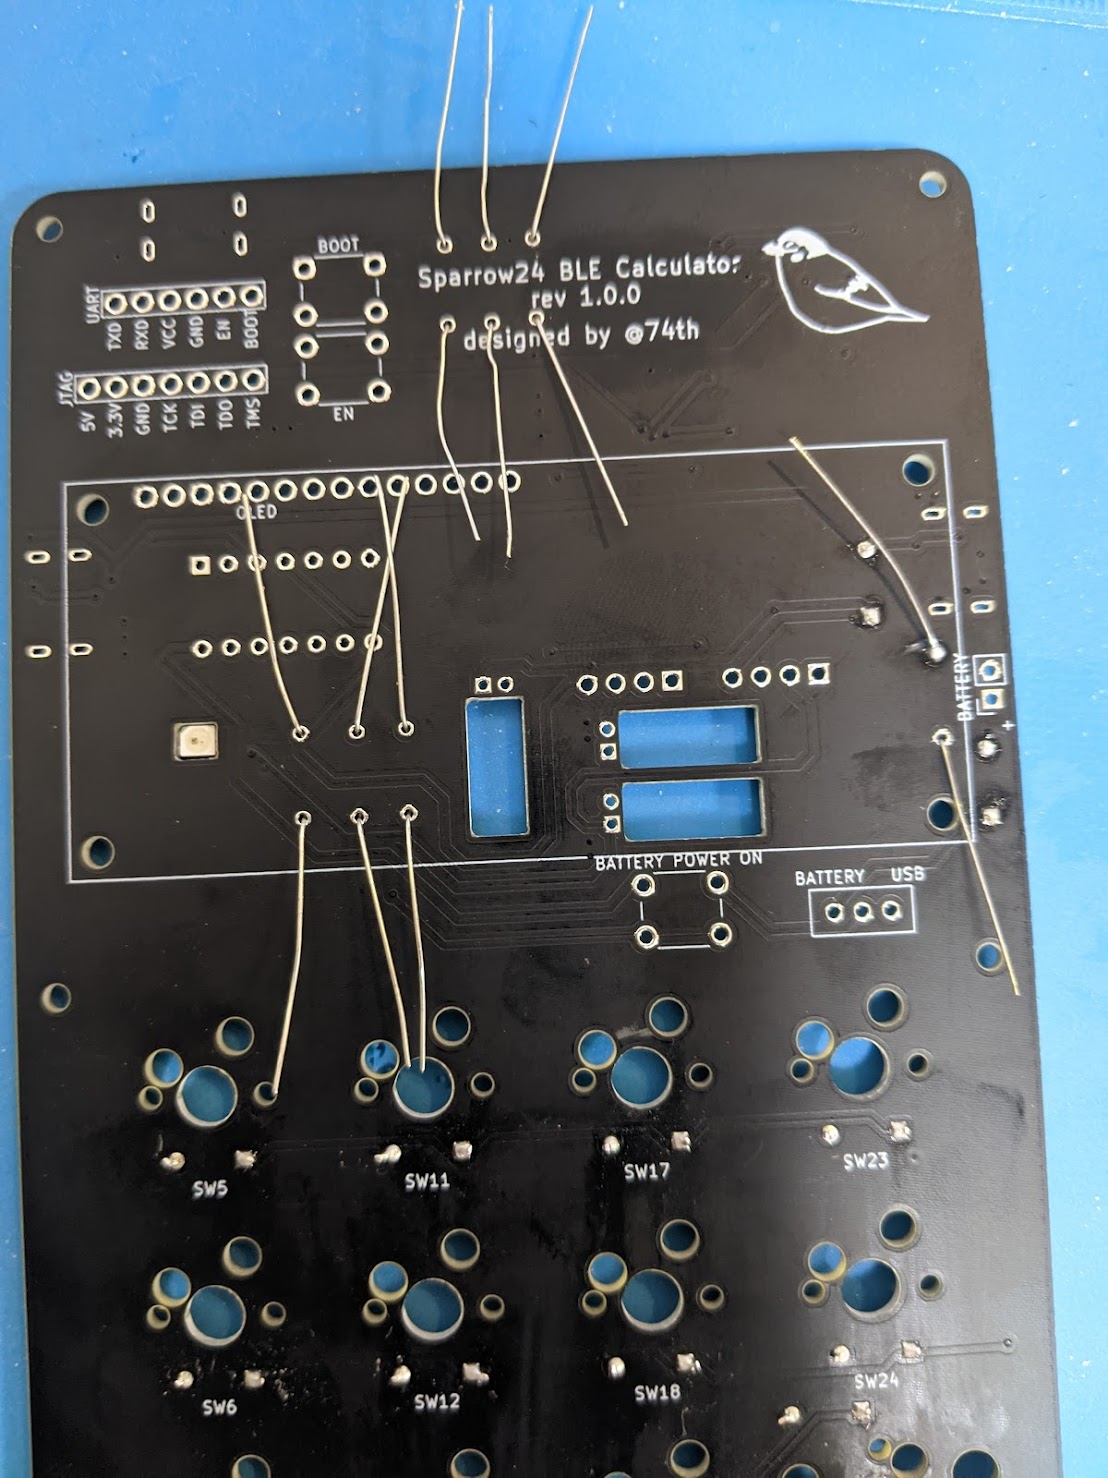 BOOT
Sparrow24 BLE Calculator
rev 1.0.0
designed by @74th
UART
TXD
RXD
VCC
GND
EN
BOOT
JTAG
5V
3.3V
GND
TCK
TDI
TDO
TMS
EN
OLED
BATTERY
+
BATTERY POWER ON
BATTERY USB
SW5
SW11
SW17
SW23
SW6
SW12
SW18
SW24